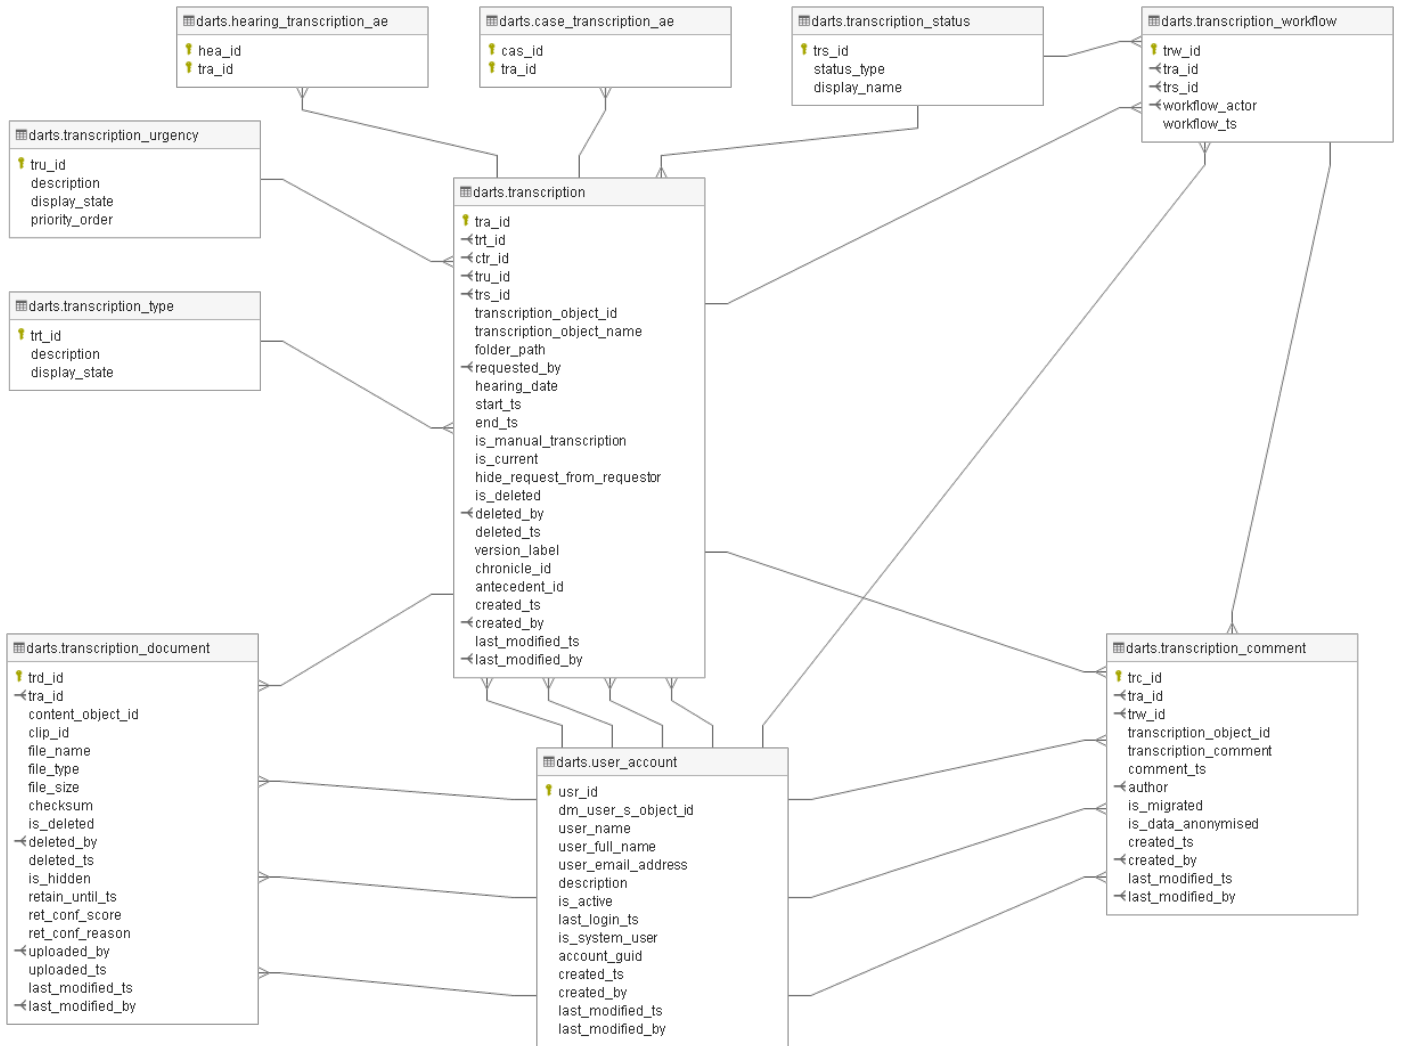 darts.hearing_transcription_ae
hea_id
tra_id
darts.case_transcription_ae
cas_id
tra_id
darts.transcription_status
trs_id
status_type
display_name
darts.transcription_workflow
trw_id
tra_id
trs_id
workflow_actor
workflow_ts
darts.transcription_urgency
tru_id
description
display_state
priority_order
darts.transcription_type
trt_id
description
display_state
darts.transcription
tra_id
trt_id
ctr_id
tru_id
trs_id
transcription_object_id
transcription_object_name
folder_path
requested_by
hearing_date
start_ts
end_ts
is_manual_transcription
is_current
hide_request_from_requestor
is_deleted
deleted_by
deleted_ts
version_label
chronicle_id
antecedent_id
created_ts
created_by
last_modified_ts
last_modified_by
darts.transcription_document
trd_id
tra_id
content_object_id
clip_id
file_name
file_type
file_size
checksum
is_deleted
deleted_by
deleted_ts
is_hidden
retain_until_ts
ret_conf_score
ret_conf_reason
uploaded_by
uploaded_ts
last_modified_ts
last_modified_by
darts.user_account
usr_id
dm_user_s_object_id
user_name
user_full_name
user_email_address
description
is_active
last_login_ts
is_system_user
account_guid
created_ts
created_by
last_modified_ts
last_modified_by
darts.transcription_comment
trc_id
tra_id
trw_id
transcription_object_id
transcription_comment
comment_ts
author
is_migrated
is_data_anonymised
created_ts
created_by
last_modified_ts
last_modified_by